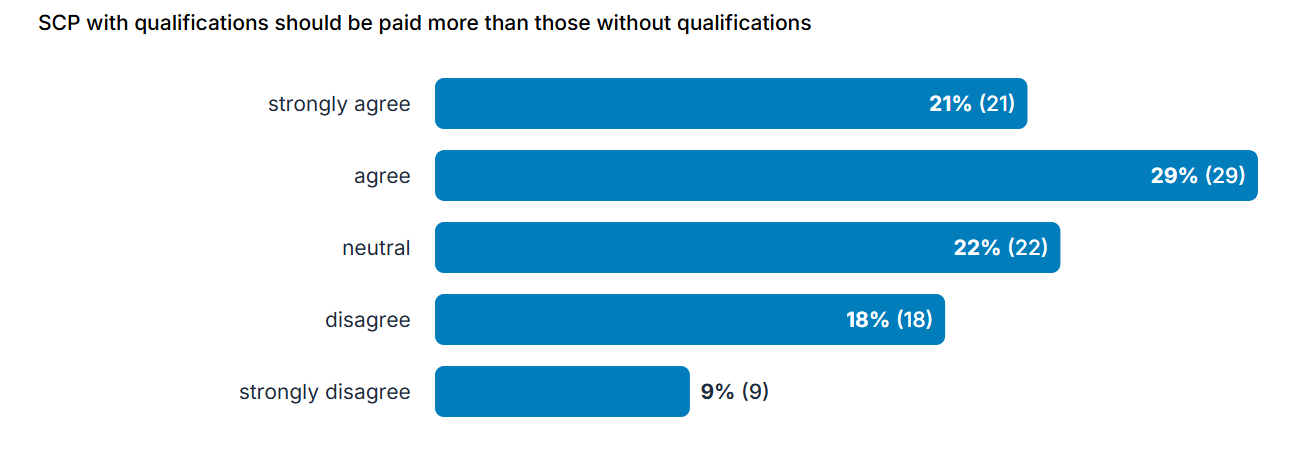 SCP with qualifications should be paid more than those without qualifications
strongly agree 21% (21)
agree 29% (29)
neutral 22% (22)
disagree 18% (18)
strongly disagree 9% (9)